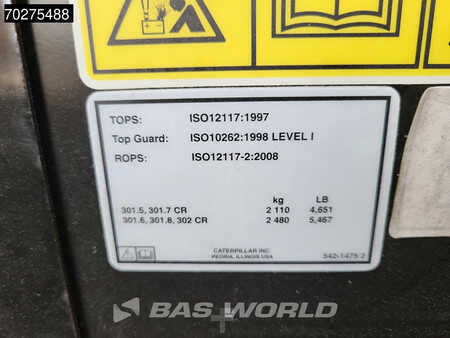 70275488
TOPS: ISO12117:1997
Top Guard: ISO10262:1998 LEVEL I
ROPS: ISO12117-2:2008
kg LB
301.5, 301.7 CR 2 110 4,651
301.6, 301.8, 302 CR 2 480 5,467
CATERPILLAR INC.
PEORIA, ILLINOIS, USA
542-1475 2
BAS WORLD